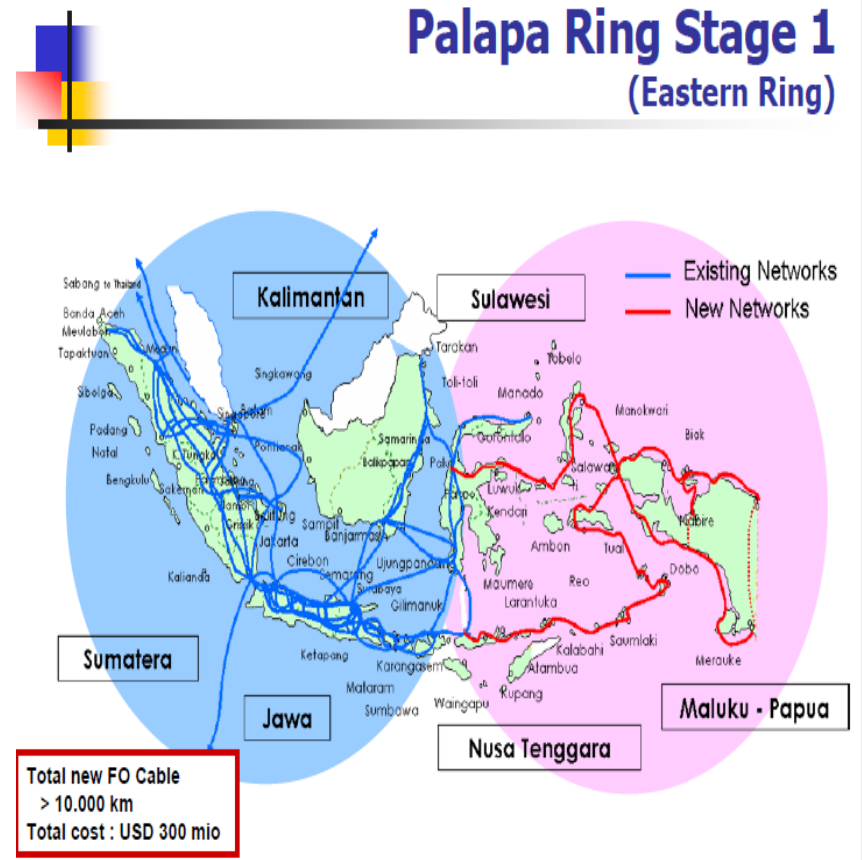 Palapa Ring Stage 1
(Eastern Ring)
Existing Networks
New Networks
Kalimantan
Sulawesi
Sabang to Thailand
Banda Aceh
Meulaboh
Tapaktuan
Medan
Sibolga
Padang
Natal
Bengkulu
Singkawang
Batam
Pontianak
K. Tungkal
Jambi
Gresik
Jakarta
Kalianda
Cirebon
Semarang
Surabaya
Gilimanuk
Ketapang
Karangasem
Mataram
Sumbawa
Waingapu
Kupang
Atambua
Sampit
Banjarmasin
Samarinda
Balikpapan
Tarakan
Toli-toli
Manado
Gorontalo
Palu
Luwuk
Kendari
Ujungpandang
Maumere
Larantuka
Reo
Kalabahi
Saumlaki
Ambon
Tual
Dobo
Tobelo
Manokwari
Biak
Nabire
Merauke
Sumatera
Jawa
Nusa Tenggara
Maluku - Papua
Total new FO Cable
> 10.000 km
Total cost : USD 300 mio